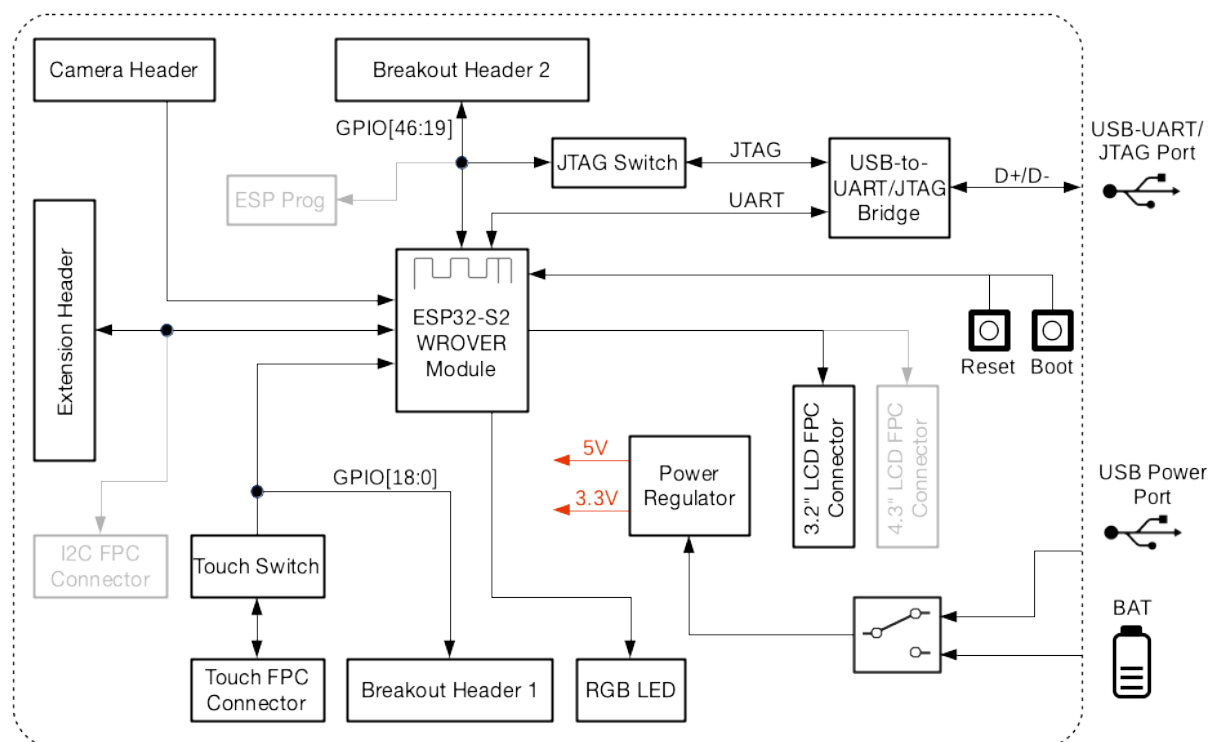 Camera Header
Breakout Header 2
GPIO[46:19]
USB-UART/
JTAG Port
JTAG Switch
JTAG
USB-to-
UART/JTAG
Bridge
D+/D-
ESP Prog
UART
Extension Header
ESP32-S2
WROVER
Module
Reset
Boot
3.2" LCD FPC
Connector
4.3" LCD FPC
Connector
5V
3.3V
Power
Regulator
GPIO[18:0]
USB Power
Port
I2C FPC
Connector
Touch Switch
BAT
Touch FPC
Connector
Breakout Header 1
RGB LED